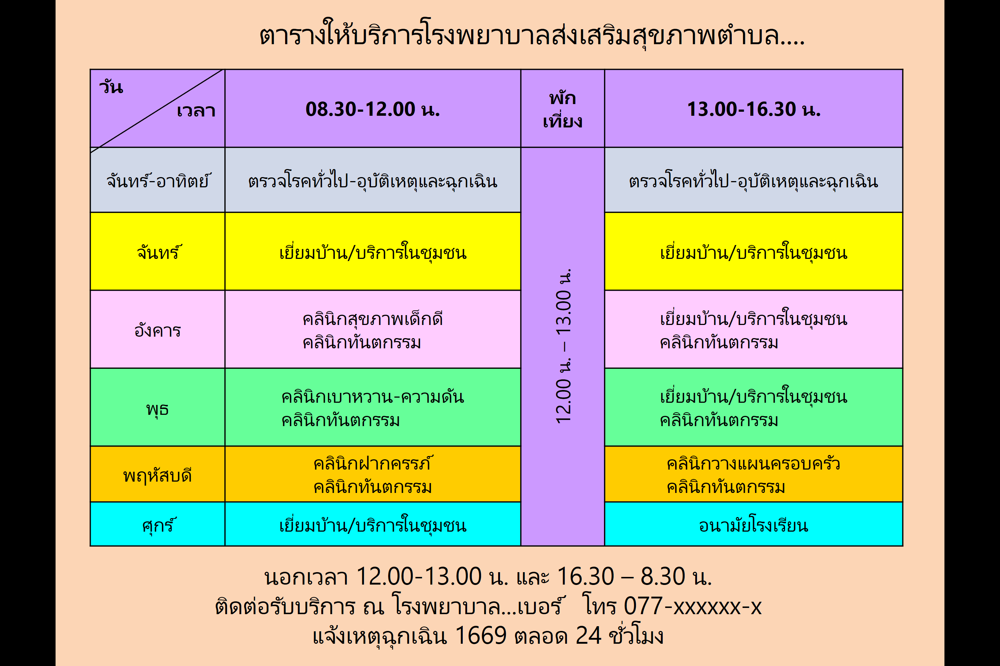 ตารางให้บริการโรงพยาบาลส่งเสริมสุขภาพตำบล....
วัน
เวลา
08.30-12.00 น.
พัก
เที่ยง
13.00-16.30 น.
จันทร์-อาทิตย์
ตรวจโรคทั่วไป-อุบัติเหตุและฉุกเฉิน
12.00 น. – 13.00 น.
ตรวจโรคทั่วไป-อุบัติเหตุและฉุกเฉิน
จันทร์
เยี่ยมบ้าน/บริการในชุมชน
เยี่ยมบ้าน/บริการในชุมชน
อังคาร
คลินิกสุขภาพเด็กดี
คลินิกทันตกรรม
เยี่ยมบ้าน/บริการในชุมชน
คลินิกทันตกรรม
พุธ
คลินิกเบาหวาน-ความดัน
คลินิกทันตกรรม
เยี่ยมบ้าน/บริการในชุมชน
คลินิกทันตกรรม
พฤหัสบดี
คลินิกฝากครรภ์
คลินิกทันตกรรม
คลินิกวางแผนครอบครัว
คลินิกทันตกรรม
ศุกร์
เยี่ยมบ้าน/บริการในชุมชน
อนามัยโรงเรียน
นอกเวลา 12.00-13.00 น. และ 16.30 – 8.30 น.
ติดต่อรับบริการ ณ โรงพยาบาล...เบอร์ โทร 077-xxxxxx-x
แจ้งเหตุฉุกเฉิน 1669 ตลอด 24 ชั่วโมง